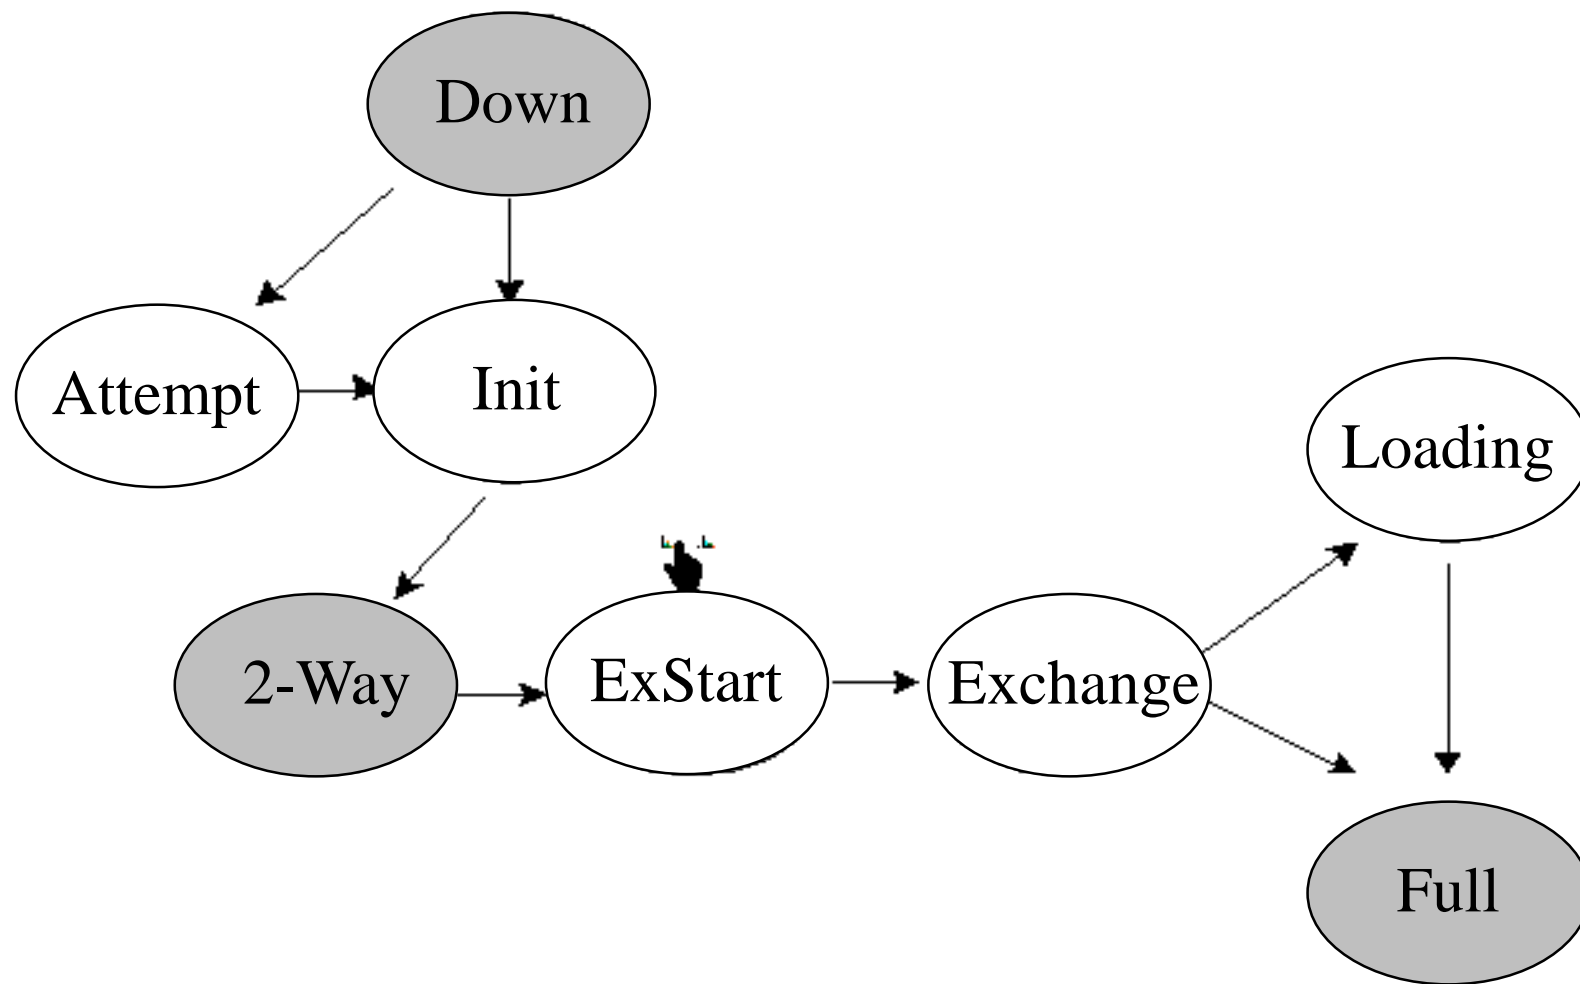 Down
Attempt
Init
Loading
2-Way
ExStart
Exchange
Full